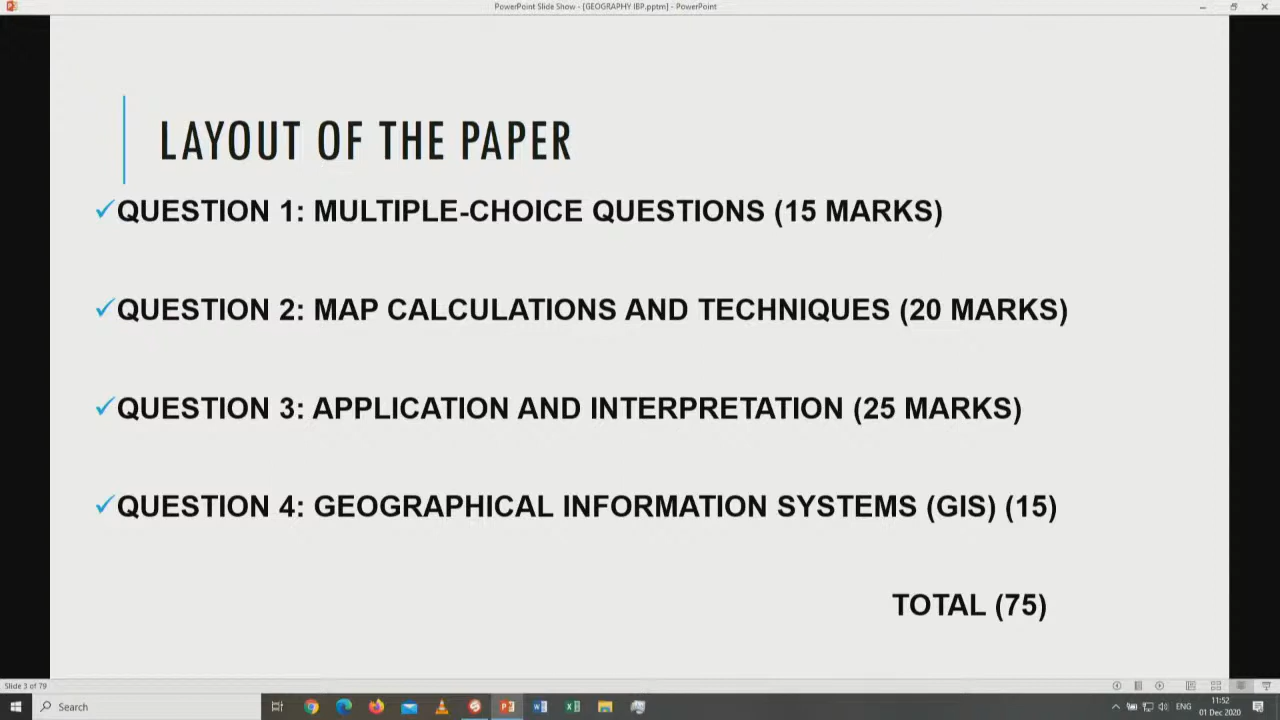 PowerPoint Slide Show - [GEOGRAPHY IBP.pptm] - PowerPoint
LAYOUT OF THE PAPER
QUESTION 1: MULTIPLE-CHOICE QUESTIONS (15 MARKS)
QUESTION 2: MAP CALCULATIONS AND TECHNIQUES (20 MARKS)
QUESTION 3: APPLICATION AND INTERPRETATION (25 MARKS)
QUESTION 4: GEOGRAPHICAL INFORMATION SYSTEMS (GIS) (15)
TOTAL (75)
Slide 3 of 79
Search
ENG
11:52
01 Dec 2020